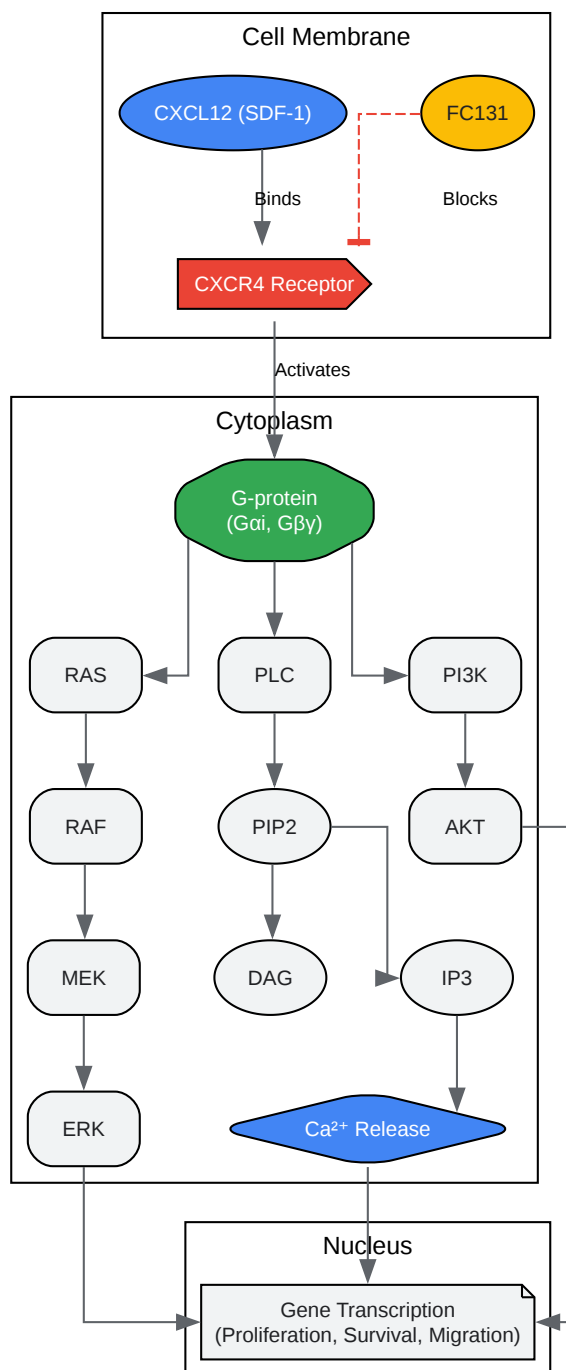 Cell Membrane
CXCL12 (SDF-1)
FC131
Binds
Blocks
CXCR4 Receptor
Activates
Cytoplasm
G-protein
(Gαi, Gβγ)
RAS
PLC
PI3K
RAF
PIP2
AKT
MEK
DAG
IP3
ERK
Ca²⁺ Release
Nucleus
Gene Transcription
(Proliferation, Survival, Migration)